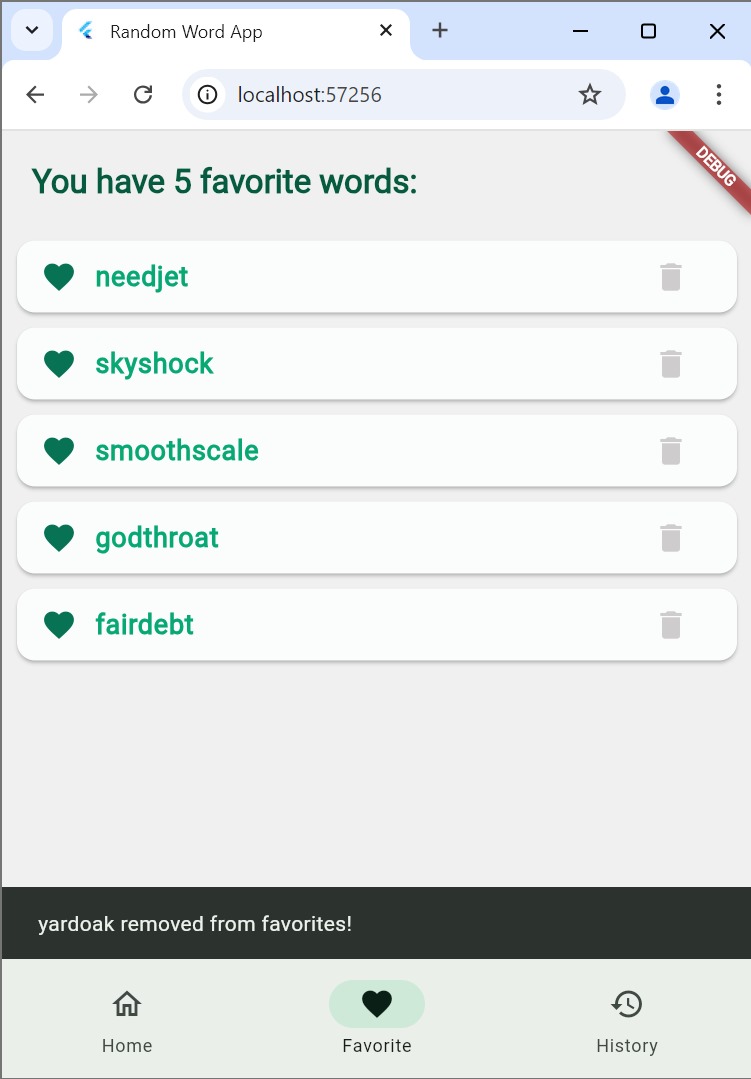 Random Word App
localhost:57256
DEBUG
You have 5 favorite words:
needjet
skyshock
smoothscale
godthroat
fairdebt
yardoak removed from favorites!
Home
Favorite
History